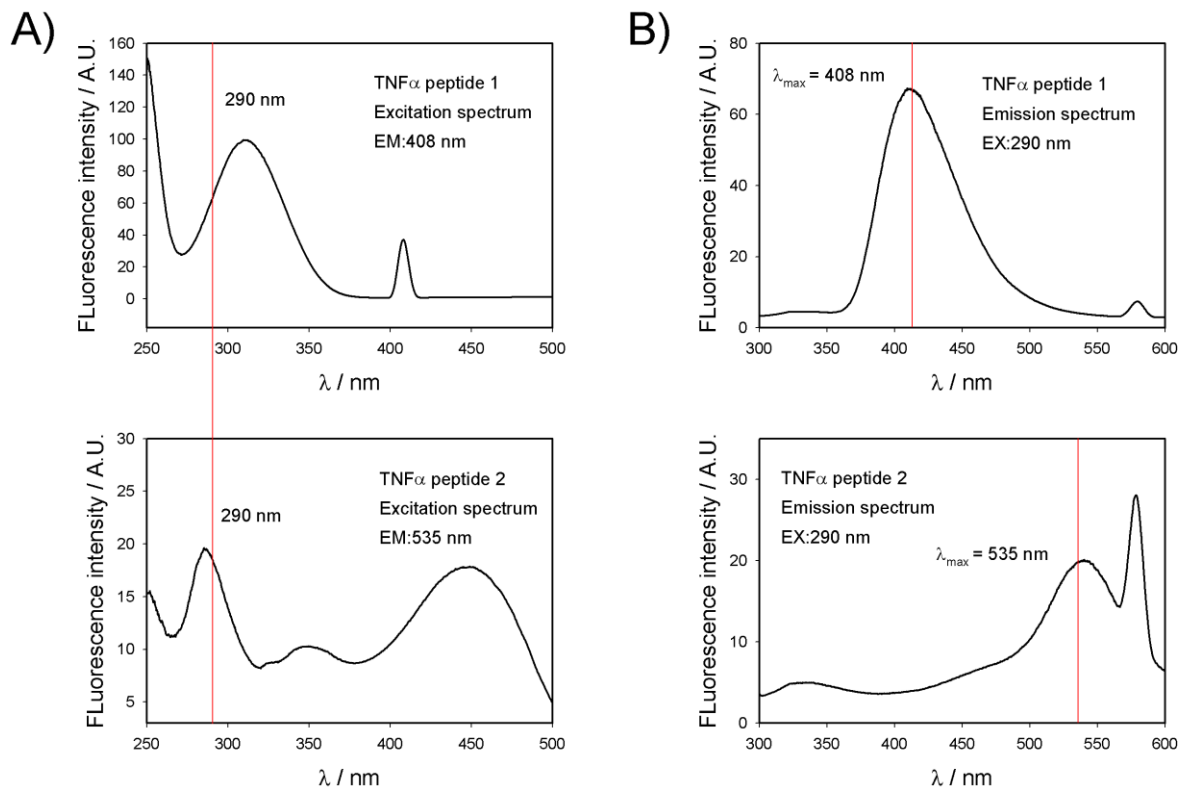 A)
FLuorescence intensity / A.U.
160
140
120
100
80
60
40
20
0
290 nm
TNFα peptide 1
Excitation spectrum
EM:408 nm
250 300 350 400 450 500
λ / nm
B)
FLuorescence intensity / A.U.
80
60
40
20
0
λmax = 408 nm
TNFα peptide 1
Emission spectrum
EX:290 nm
300 350 400 450 500 550 600
λ / nm
FLuorescence intensity / A.U.
30
25
20
15
10
5
290 nm
TNFα peptide 2
Excitation spectrum
EM:535 nm
250 300 350 400 450 500
λ / nm
FLuorescence intensity / A.U.
30
20
10
0
TNFα peptide 2
Emission spectrum
EX:290 nm
λmax = 535 nm
300 350 400 450 500 550 600
λ / nm